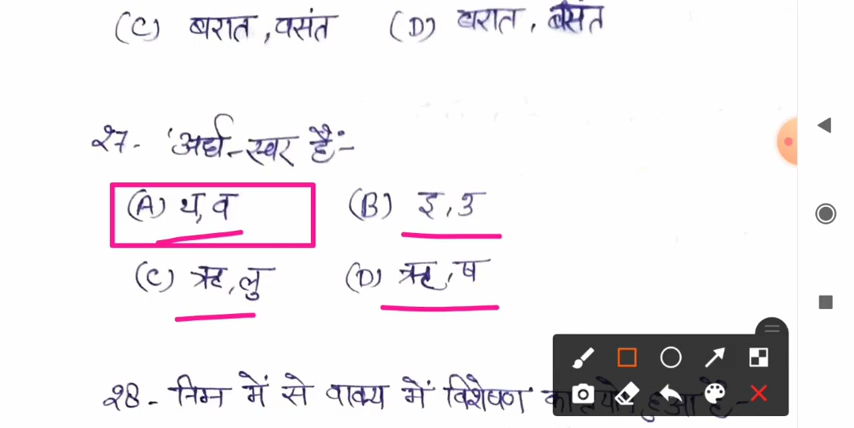 (C) बरात, वसंत (D) बरात, बसंत
27- 'अर्ध-स्वर हैं:-
(A) य, व (B) इ, उ
(C) ऋ, लृ (D) ऋ, ष
28- निम्न में से वाक्य में विशेषण का हुआ है-